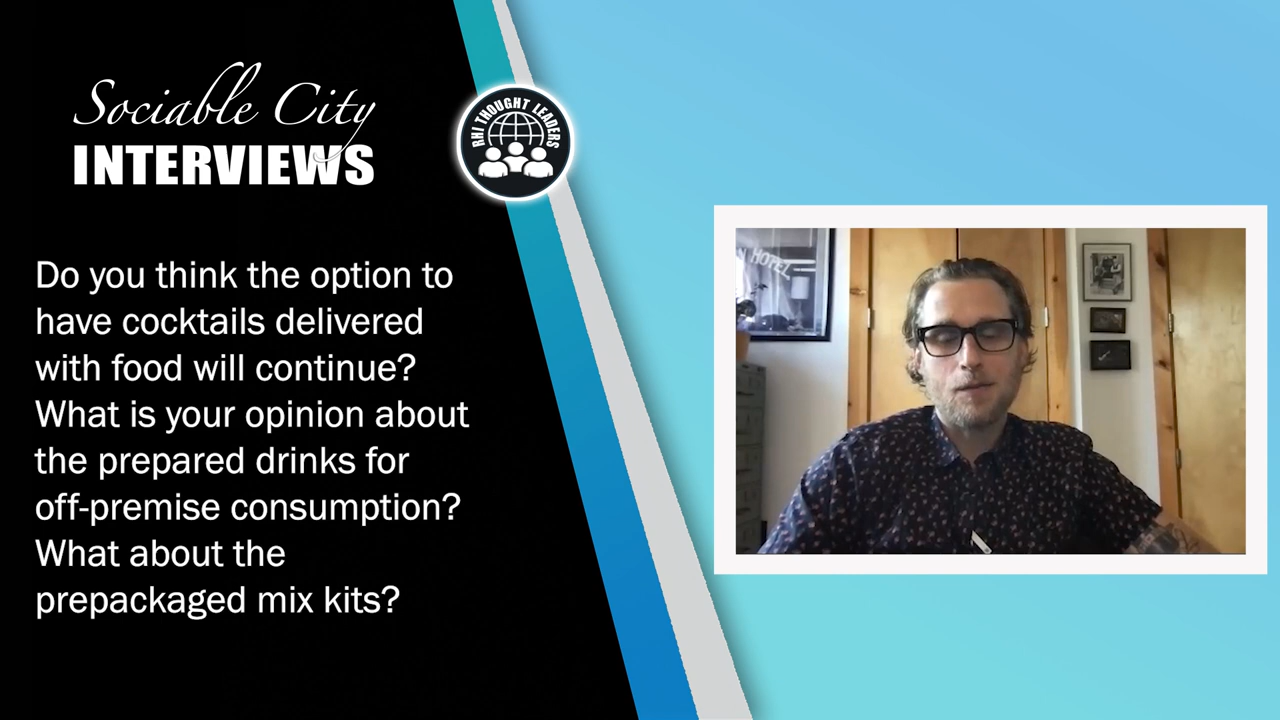 Sociable City
INTERVIEWS
RHI THOUGHT LEADERS
Do you think the option to
have cocktails delivered
with food will continue?
What is your opinion about
the prepared drinks for
off-premise consumption?
What about the
prepackaged mix kits?
HOTEL